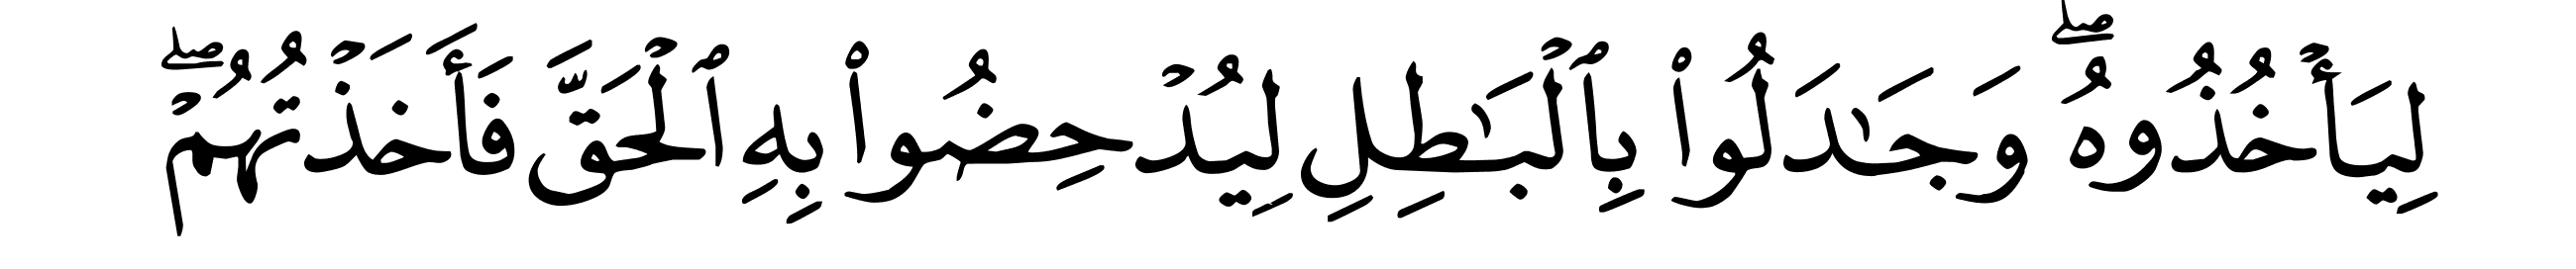 لِيَأۡخُذُوهُۖ وَجَٰدَلُواْ بِٱلۡبَٰطِلِ لِيُدۡحِضُواْ بِهِ ٱلۡحَقَّ فَأَخَذۡتُهُمۡۖ